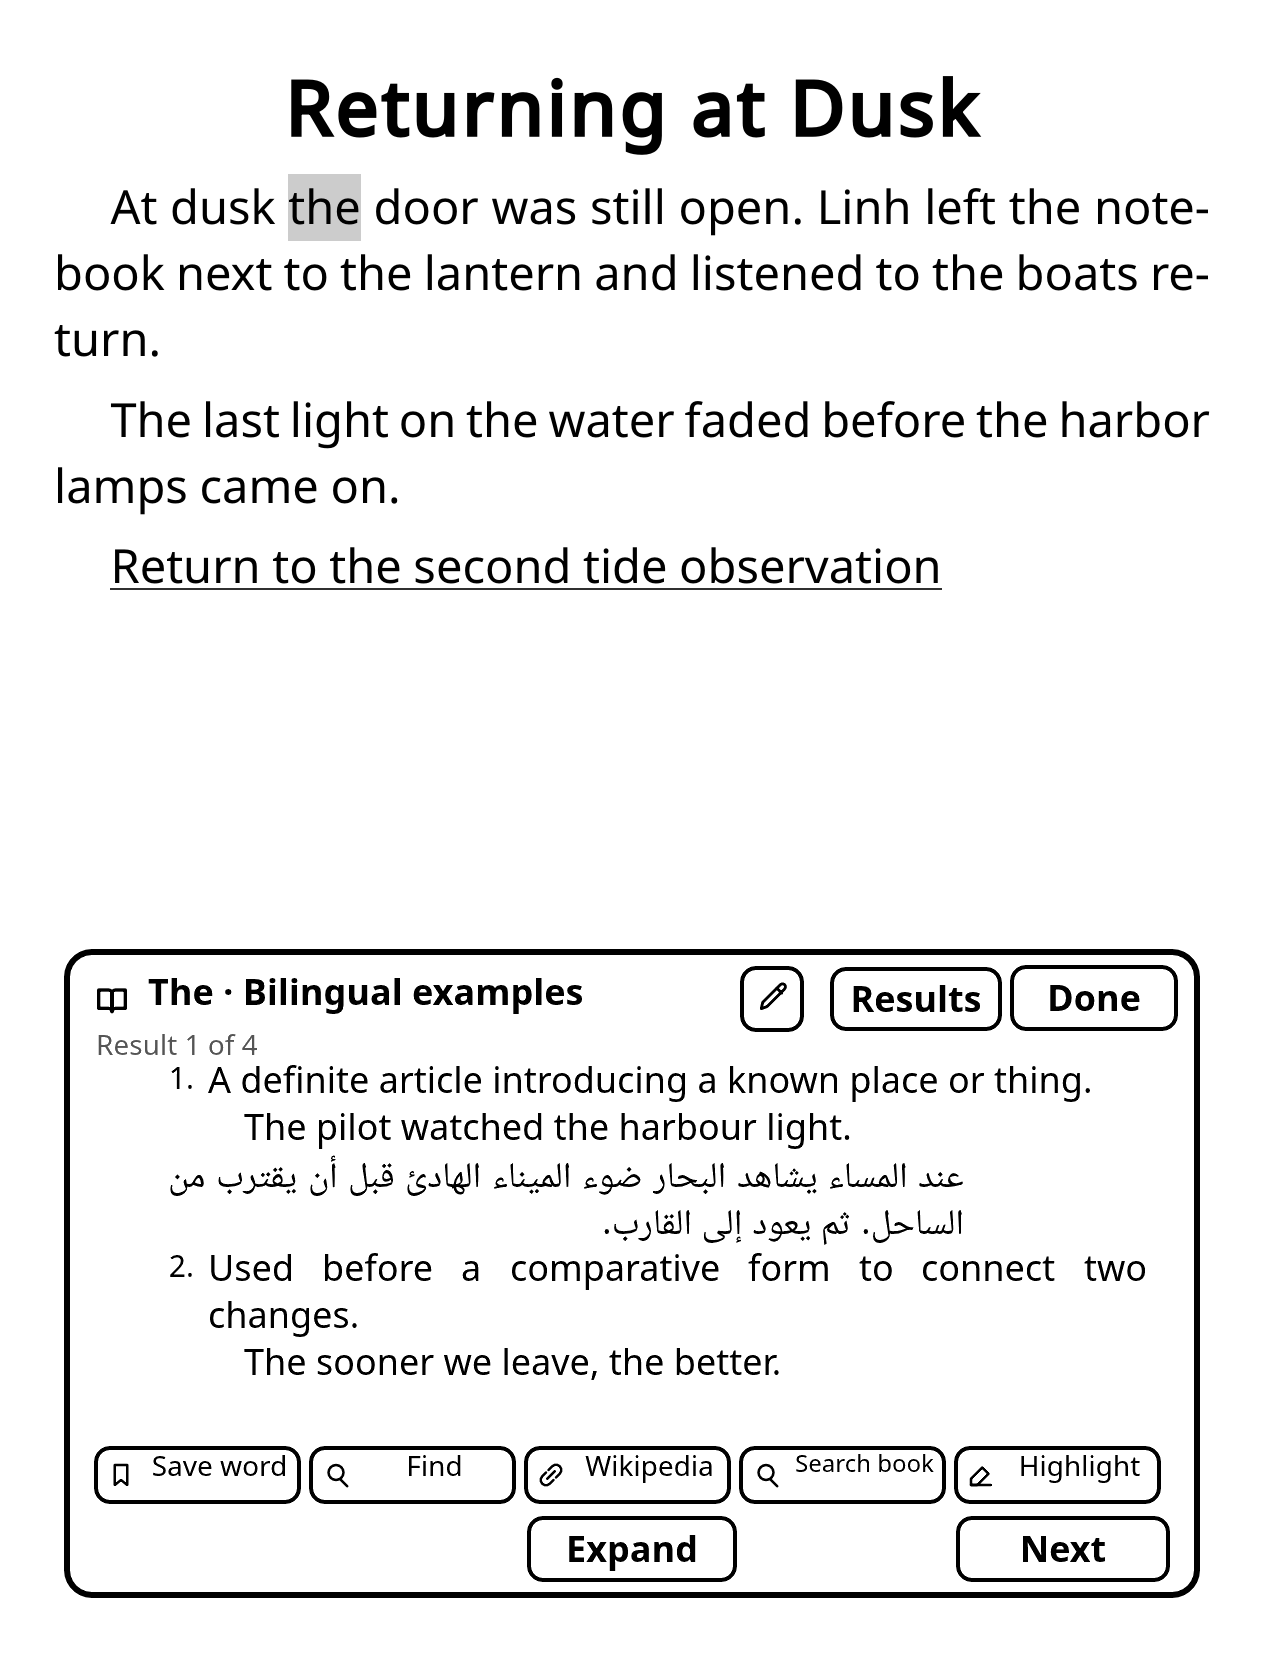 Returning at Dusk
At dusk the door was still open. Linh left the note-
book next to the lantern and listened to the boats re-
turn.
The last light on the water faded before the harbor
lamps came on.
Return to the second tide observation
The · Bilingual examples
Results
Done
Result 1 of 4
1. A definite article introducing a known place or thing.
The pilot watched the harbour light.
عند المساء يشاهد البحار ضوء الميناء الهادئ قبل أن يقترب من
الساحل. ثم يعود إلى القارب.
2. Used before a comparative form to connect two
changes.
The sooner we leave, the better.
Save word
Find
Wikipedia
Search book
Highlight
Expand
Next